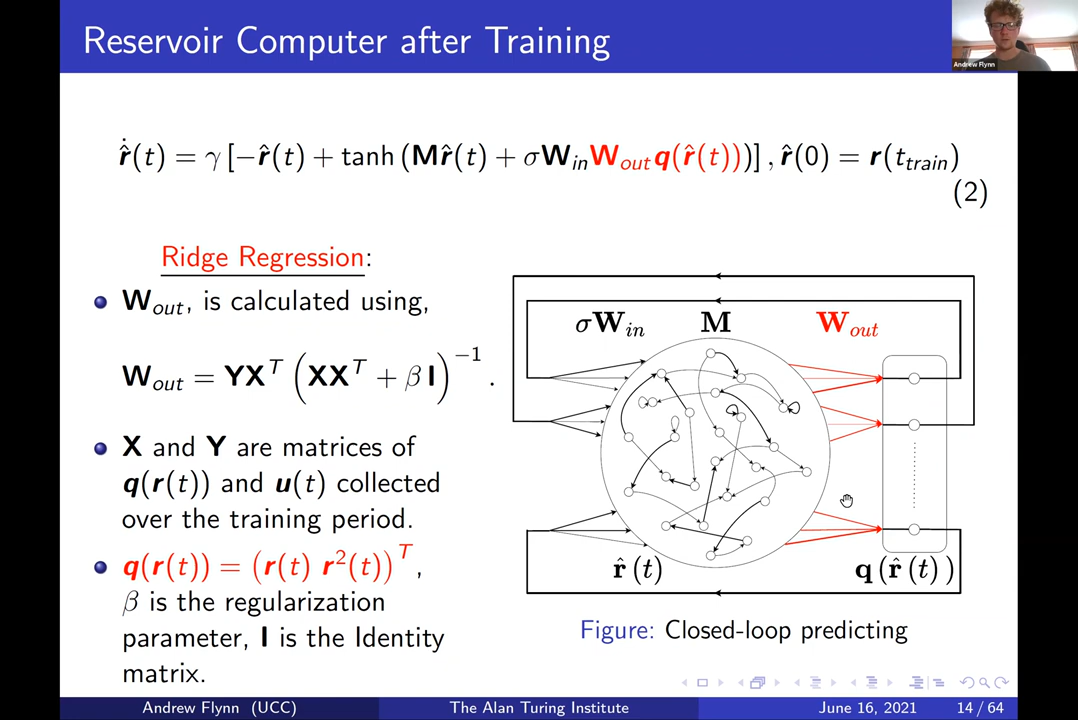 Reservoir Computer after Training
Andrew Flynn
˙r̂(t) = γ [−r̂(t) + tanh (Mr̂(t) + σW_in W_out q(r̂(t)))] , r̂(0) = r(t_train)
(2)
Ridge Regression:
W_out, is calculated using,
W_out = YX^T (XX^T + β I)^−1 .
X and Y are matrices of
q(r(t)) and u(t) collected
over the training period.
q(r(t)) = (r(t) r²(t))^T,
β is the regularization
parameter, I is the Identity
matrix.
σW_in M W_out
r̂(t) q(r̂(t))
Figure: Closed-loop predicting
Andrew Flynn (UCC) The Alan Turing Institute June 16, 2021 14 / 64